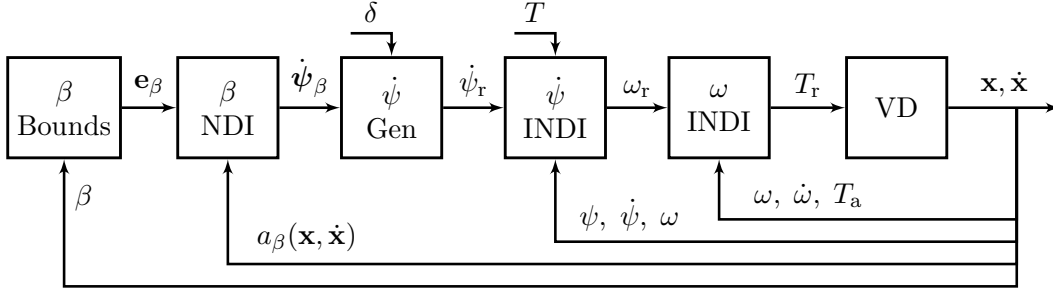 δ
T
β
Bounds
𝐞_β
β
NDI
𝛙̇_β
ψ̇
Gen
ψ̇_r
ψ̇
INDI
ω_r
ω
INDI
T_r
VD
𝐱, 𝐱̇
β
a_β(𝐱, 𝐱̇)
ψ, ψ̇, ω
ω, ω̇, T_a